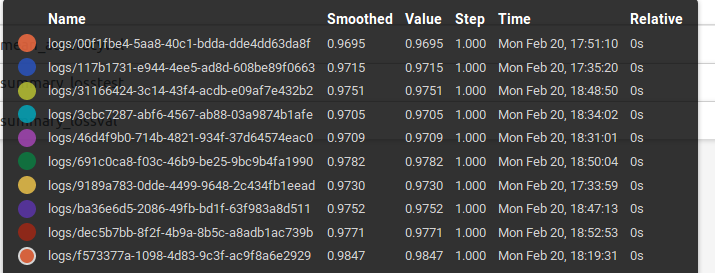 Name Smoothed Value Step Time Relative
logs/00f1fbe4-5aa8-40c1-bdda-dde4dd63da8f 0.9695 0.9695 1.000 Mon Feb 20, 17:51:10 0s
logs/117b1731-e944-4ee5-ad8d-608be89f0663 0.9715 0.9715 1.000 Mon Feb 20, 17:35:20 0s
logs/31166424-3c14-43f4-acdb-e09af7e432b2 0.9751 0.9751 1.000 Mon Feb 20, 18:48:50 0s
logs/3cbc7287-abf6-4567-ab88-03a9874b1afe 0.9705 0.9705 1.000 Mon Feb 20, 18:34:02 0s
logs/46d4f9b0-714b-4821-934f-37d64574eac0 0.9709 0.9709 1.000 Mon Feb 20, 18:31:01 0s
logs/691c0ca8-f03c-46b9-be25-9bc9b4fa1990 0.9782 0.9782 1.000 Mon Feb 20, 18:50:04 0s
logs/9189a783-0dde-4499-9648-2c434fb1eead 0.9730 0.9730 1.000 Mon Feb 20, 17:33:59 0s
logs/ba36e6d5-2086-49fb-bd1f-63f983a8d511 0.9752 0.9752 1.000 Mon Feb 20, 18:47:13 0s
logs/dec5b7bb-8f2f-4b9a-8b5c-a8adb1ac739b 0.9771 0.9771 1.000 Mon Feb 20, 18:52:53 0s
logs/f573377a-1098-4d83-9c3f-ac9f8a6e2929 0.9847 0.9847 1.000 Mon Feb 20, 18:19:31 0s